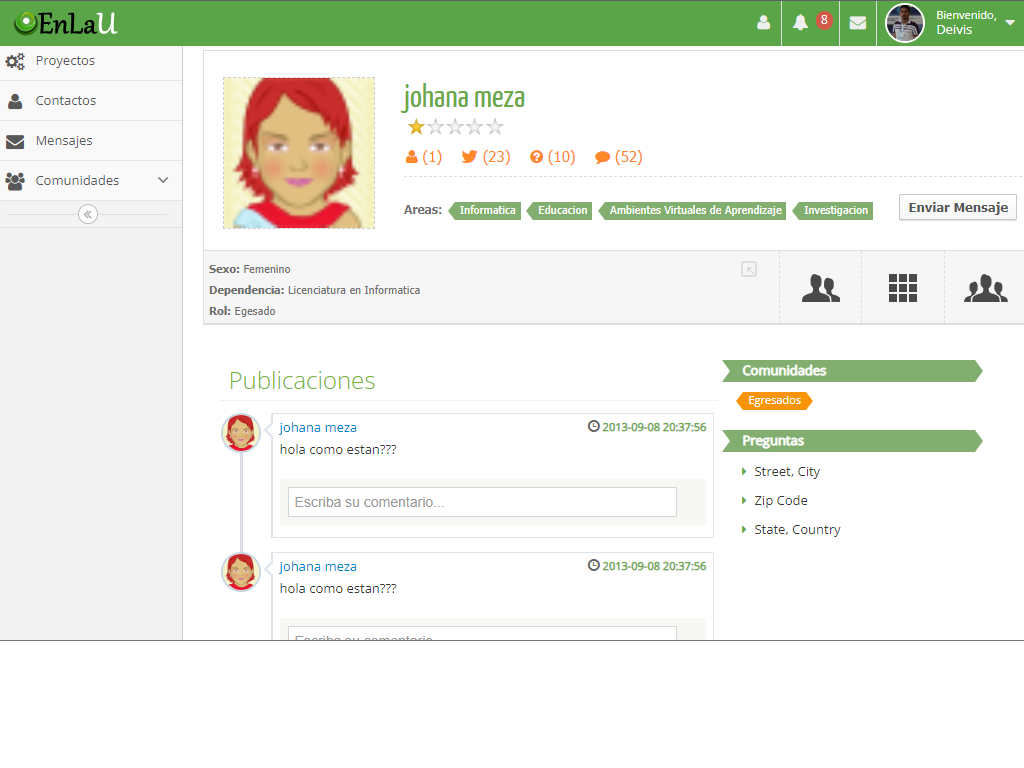 EnLaU
8
Bienvenido,
Deivis
Proyectos
Contactos
Mensajes
Comunidades
johana meza
(1) (23) (10) (52)
Areas: Informatica Educacion Ambientes Virtuales de Aprendizaje Investigacion
Enviar Mensaje
Sexo: Femenino
Dependencia: Licenciatura en Informatica
Rol: Egesado
Publicaciones
johana meza 2013-09-08 20:37:56
hola como estan???
Escriba su comentario...
johana meza 2013-09-08 20:37:56
hola como estan???
Escriba su comentario
Comunidades
Egresados
Preguntas
Street, City
Zip Code
State, Country